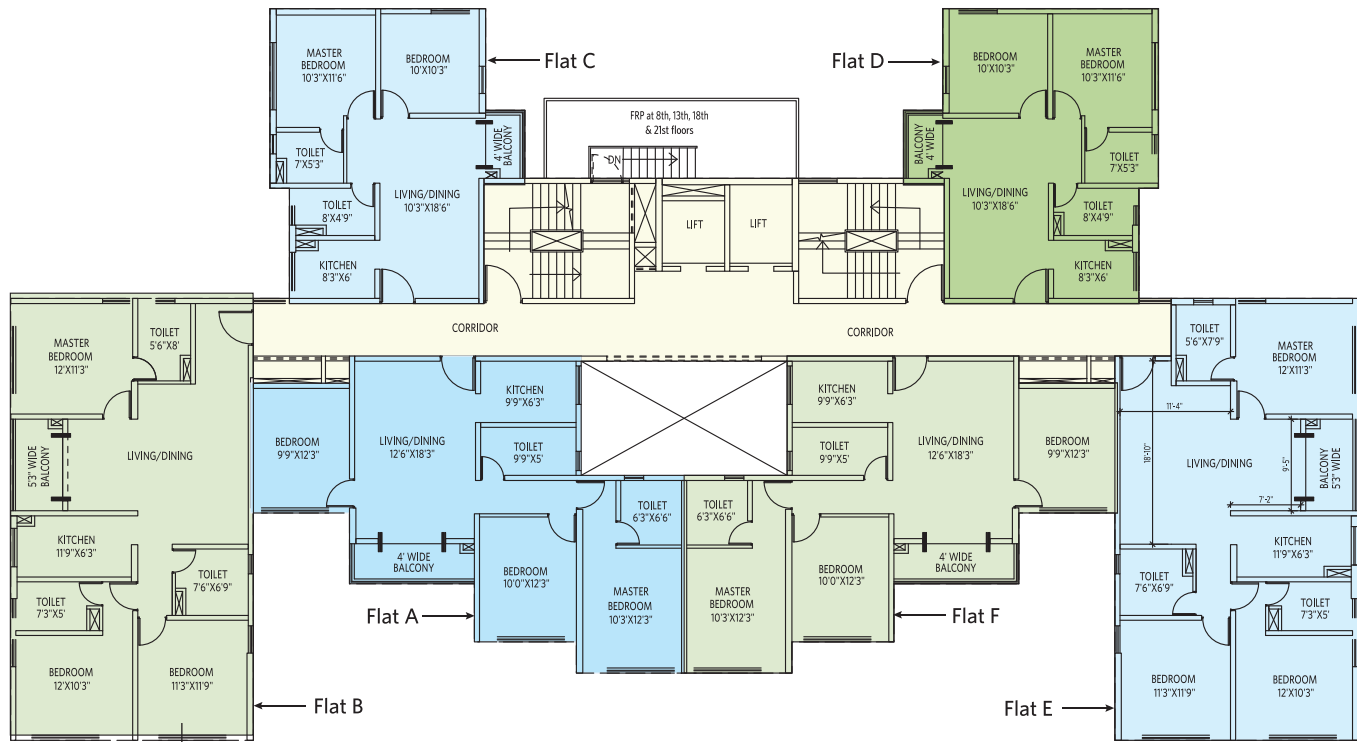 MASTER
BEDROOM
10'3"X11'6"
BEDROOM
10'X10'3"
Flat C
TOILET
7'X5'3"
4' WIDE
BALCONY
TOILET
8'X4'9"
LIVING/DINING
10'3"X18'6"
KITCHEN
8'3"X6'
FRP at 8th, 13th, 18th
& 21st floors
DN
LIFT
LIFT
Flat D
BEDROOM
10'X10'3"
MASTER
BEDROOM
10'3"X11'6"
BALCONY
4' WIDE
TOILET
7'X5'3"
LIVING/DINING
10'3"X18'6"
TOILET
8'X4'9"
KITCHEN
8'3"X6'
CORRIDOR
CORRIDOR
MASTER
BEDROOM
12'X11'3"
TOILET
5'6"X8'
5'3" WIDE
BALCONY
LIVING/DINING
KITCHEN
11'9"X6'3"
TOILET
7'3"X5'
TOILET
7'6"X6'9"
BEDROOM
12'X10'3"
BEDROOM
11'3"X11'9"
Flat B
BEDROOM
9'9"X12'3"
LIVING/DINING
12'6"X18'3"
KITCHEN
9'9"X6'3"
TOILET
9'9"X5'
4' WIDE
BALCONY
BEDROOM
10'0"X12'3"
TOILET
6'3"X6'6"
MASTER
BEDROOM
10'3"X12'3"
Flat A
KITCHEN
9'9"X6'3"
TOILET
9'9"X5'
LIVING/DINING
12'6"X18'3"
BEDROOM
9'9"X12'3"
TOILET
6'3"X6'6"
MASTER
BEDROOM
10'3"X12'3"
BEDROOM
10'0"X12'3"
4' WIDE
BALCONY
Flat F
TOILET
5'6"X7'9"
MASTER
BEDROOM
12'X11'3"
11'-4"
18'-10"
LIVING/DINING
9'-5"
7'-2"
BALCONY
5'3" WIDE
KITCHEN
11'9"X6'3"
TOILET
7'6"X6'9"
TOILET
7'3"X5'
BEDROOM
11'3"X11'9"
BEDROOM
12'X10'3"
Flat E